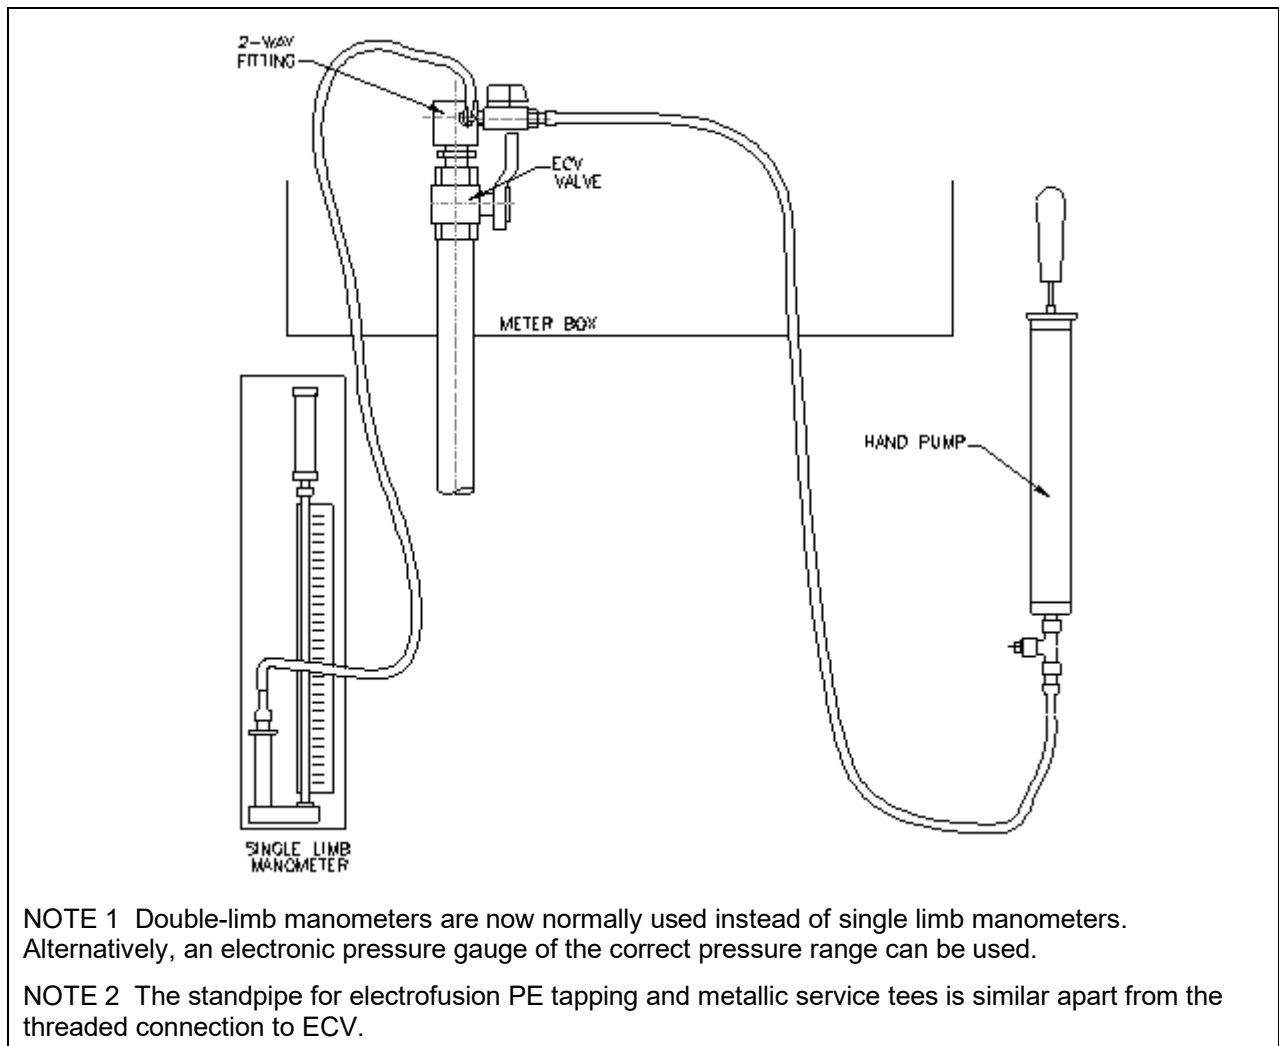 2-WAY
FITTING
ECV
VALVE
METER BOX
HAND PUMP
SINGLE LIMB
MANOMETER
NOTE 1 Double-limb manometers are now normally used instead of single limb manometers.
Alternatively, an electronic pressure gauge of the correct pressure range can be used.
NOTE 2 The standpipe for electrofusion PE tapping and metallic service tees is similar apart from the
threaded connection to ECV.